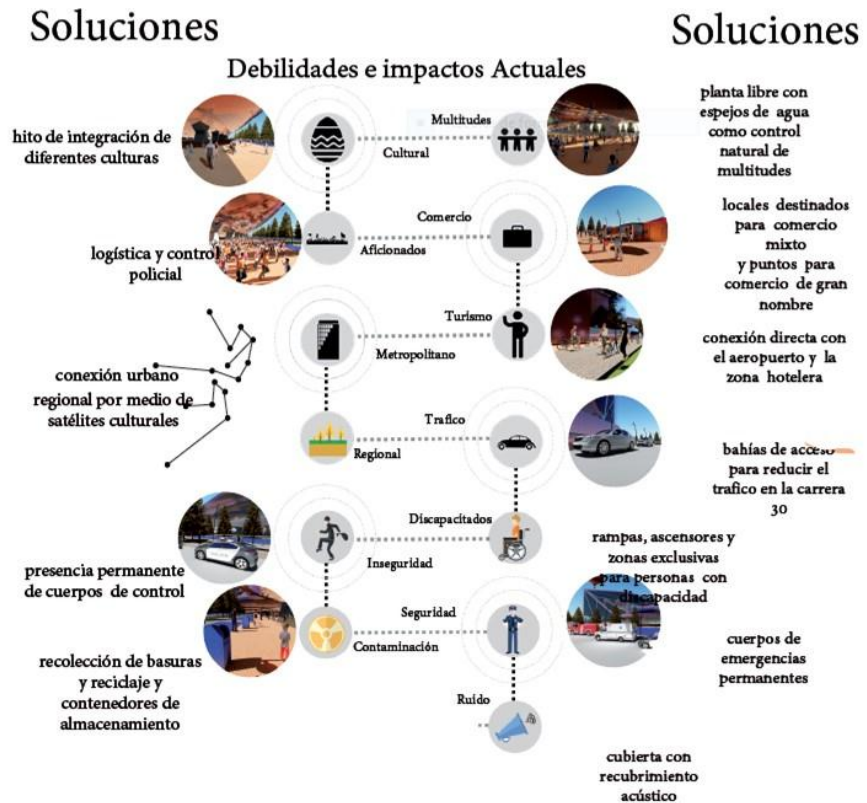 Soluciones
Soluciones
Debilidades e impactos Actuales
hito de integración de
diferentes culturas
Multitudes
Cultural
planta libre con
espejos de agua
como control
natural de
multitudes
logística y control
policial
Comercio
Aficionados
locales destinados
para comercio
mixto
y puntos para
comercio de gran
nombre
conexión urbano
regional por medio de
satélites culturales
Turismo
Metropolitano
conexión directa con
el aeropuerto y la
zona hotelera
Trafico
Regional
bahías de acceso
para reducir el
trafico en la carrera
30
presencia permanente
de cuerpos de control
Discapacitados
Inseguridad
rampas, ascensores y
zonas exclusivas
para personas con
discapacidad
recolección de basuras
y reciclaje y
contenedores de
almacenamiento
Seguridad
Contaminación
cuerpos de
emergencias
permanentes
Ruido
cubierta con
recubrimiento
acústico